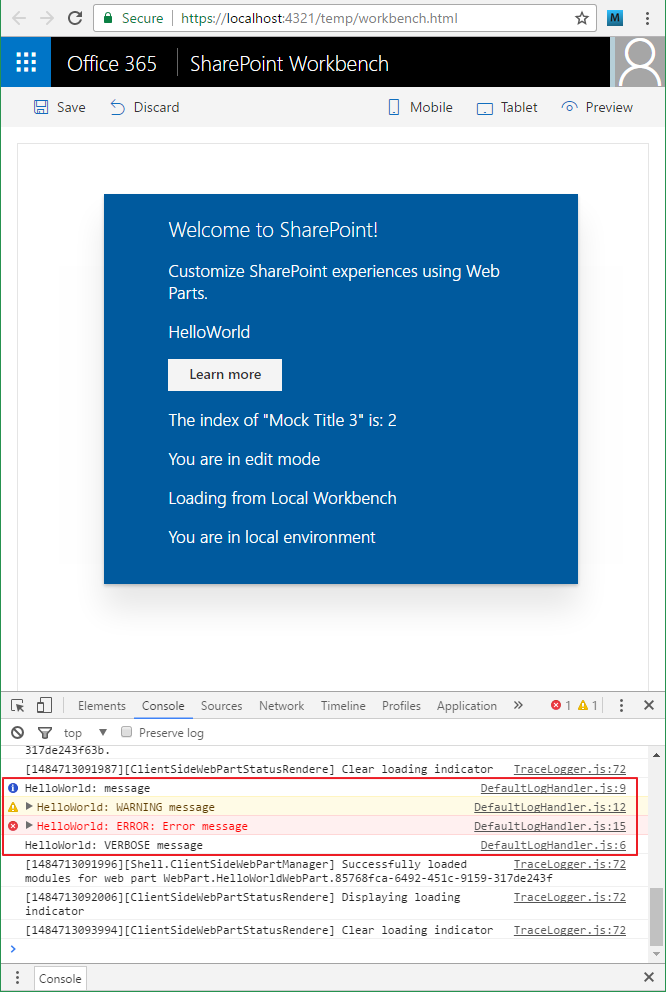 Secure https://localhost:4321/temp/workbench.html M
Office 365 SharePoint Workbench
Save Discard Mobile Tablet Preview
Welcome to SharePoint!
Customize SharePoint experiences using Web
Parts.
HelloWorld
Learn more
The index of "Mock Title 3" is: 2
You are in edit mode
Loading from Local Workbench
You are in local environment
Elements Console Sources Network Timeline Profiles Application » 1 1
top Preserve log
317de243f63b.
[1484713091987][ClientSideWebPartStatusRendere] Clear loading indicator TraceLogger.js:72
HelloWorld: message DefaultLogHandler.js:9
HelloWorld: WARNING message DefaultLogHandler.js:12
HelloWorld: ERROR: Error message DefaultLogHandler.js:15
HelloWorld: VERBOSE message DefaultLogHandler.js:6
[1484713091996][Shell.ClientSideWebPartManager] Successfully loaded TraceLogger.js:72
modules for web part WebPart.HelloWorldWebPart.85768fca-6492-451c-9159-317de243f
[1484713092006][ClientSideWebPartStatusRendere] Displaying loading TraceLogger.js:72
indicator
[1484713093994][ClientSideWebPartStatusRendere] Clear loading indicator TraceLogger.js:72
Console